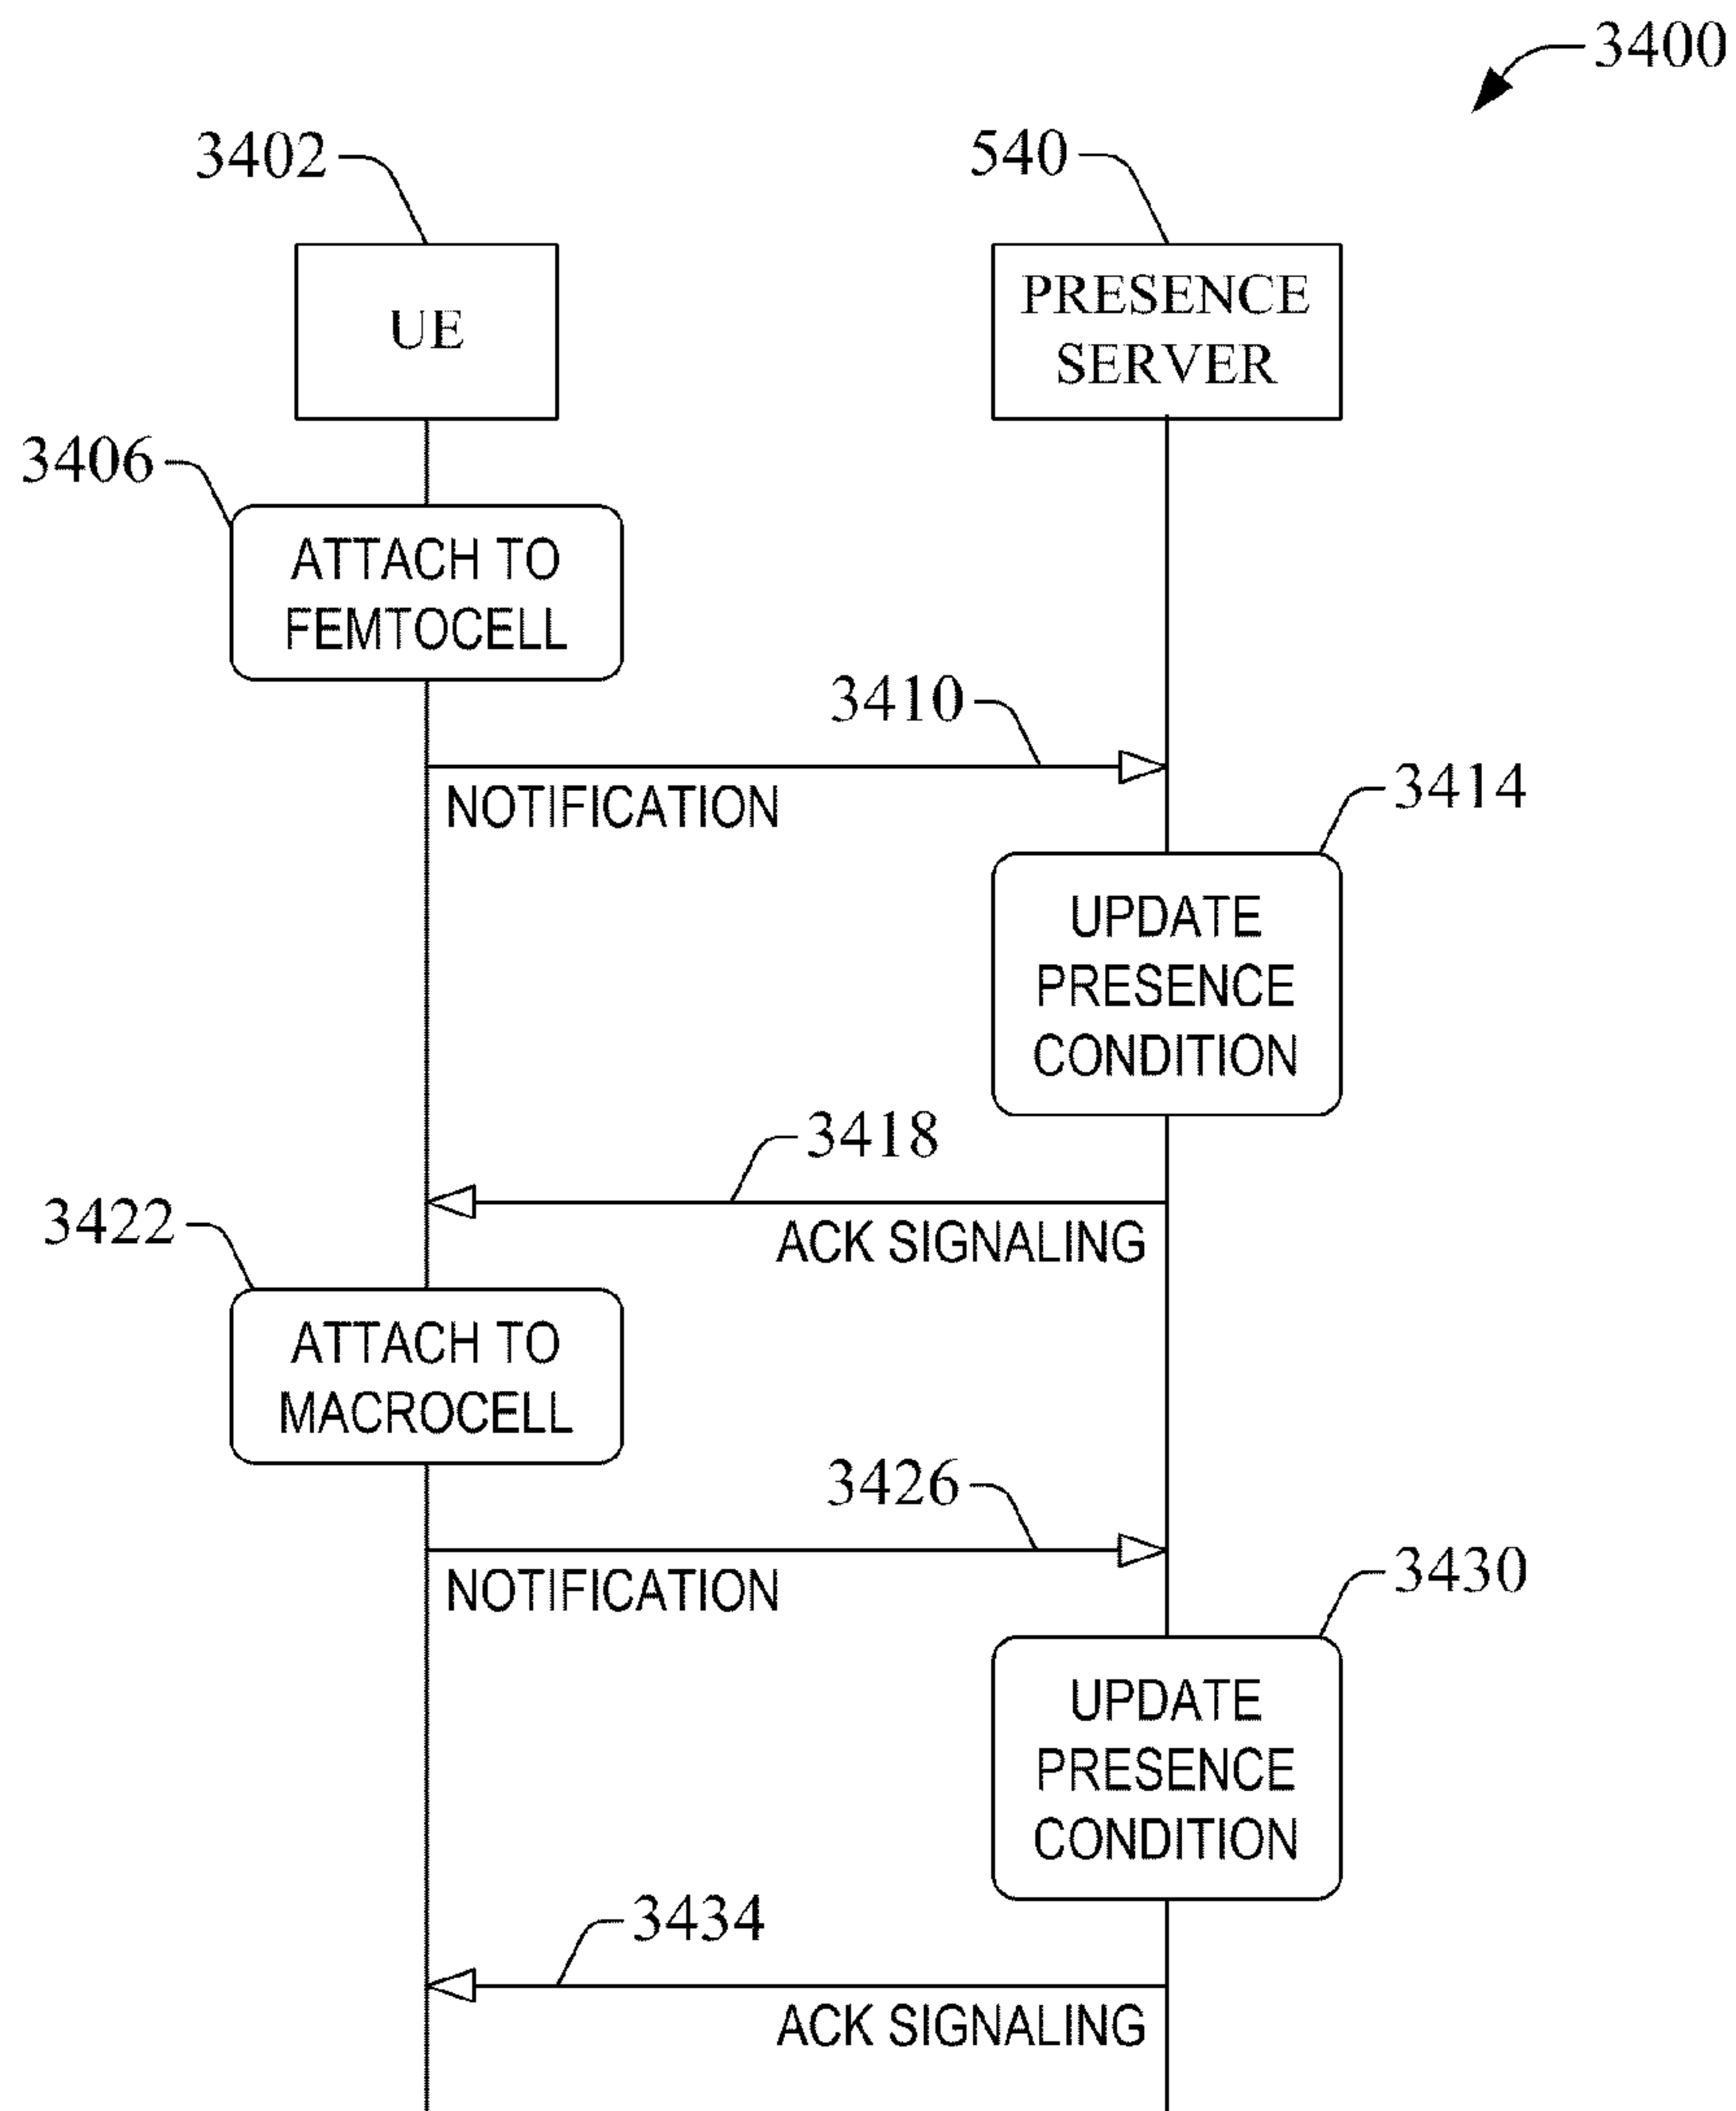 3400
3402
540
UE
PRESENCE
SERVER
3406
ATTACH TO
FEMTOCELL
3410
NOTIFICATION
3414
UPDATE
PRESENCE
CONDITION
3418
ACK SIGNALING
3422
ATTACH TO
MACROCELL
3426
NOTIFICATION
3430
UPDATE
PRESENCE
CONDITION
3434
ACK SIGNALING